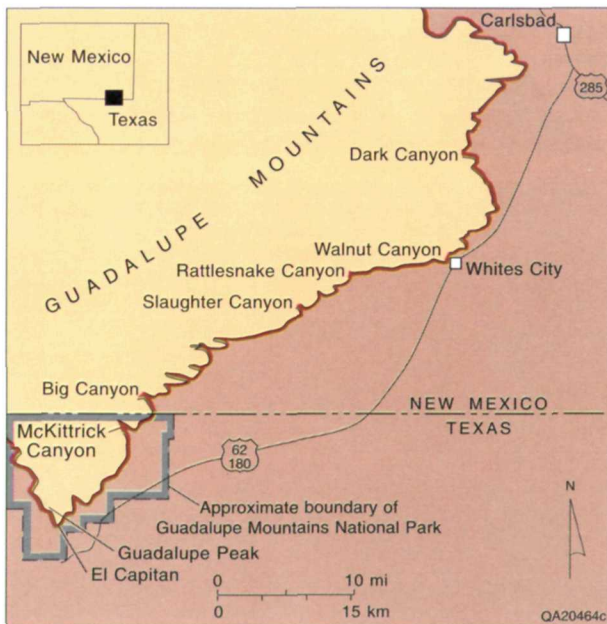 Carlsbad
New Mexico
Texas
285
GUADALUPE MOUNTAINS
Dark Canyon
Walnut Canyon
Whites City
Rattlesnake Canyon
Slaughter Canyon
Big Canyon
NEW MEXICO
TEXAS
McKittrick
Canyon
62
180
Approximate boundary of
Guadalupe Mountains National Park
Guadalupe Peak
El Capitan
N
0 10 mi
0 15 km
QA20464c